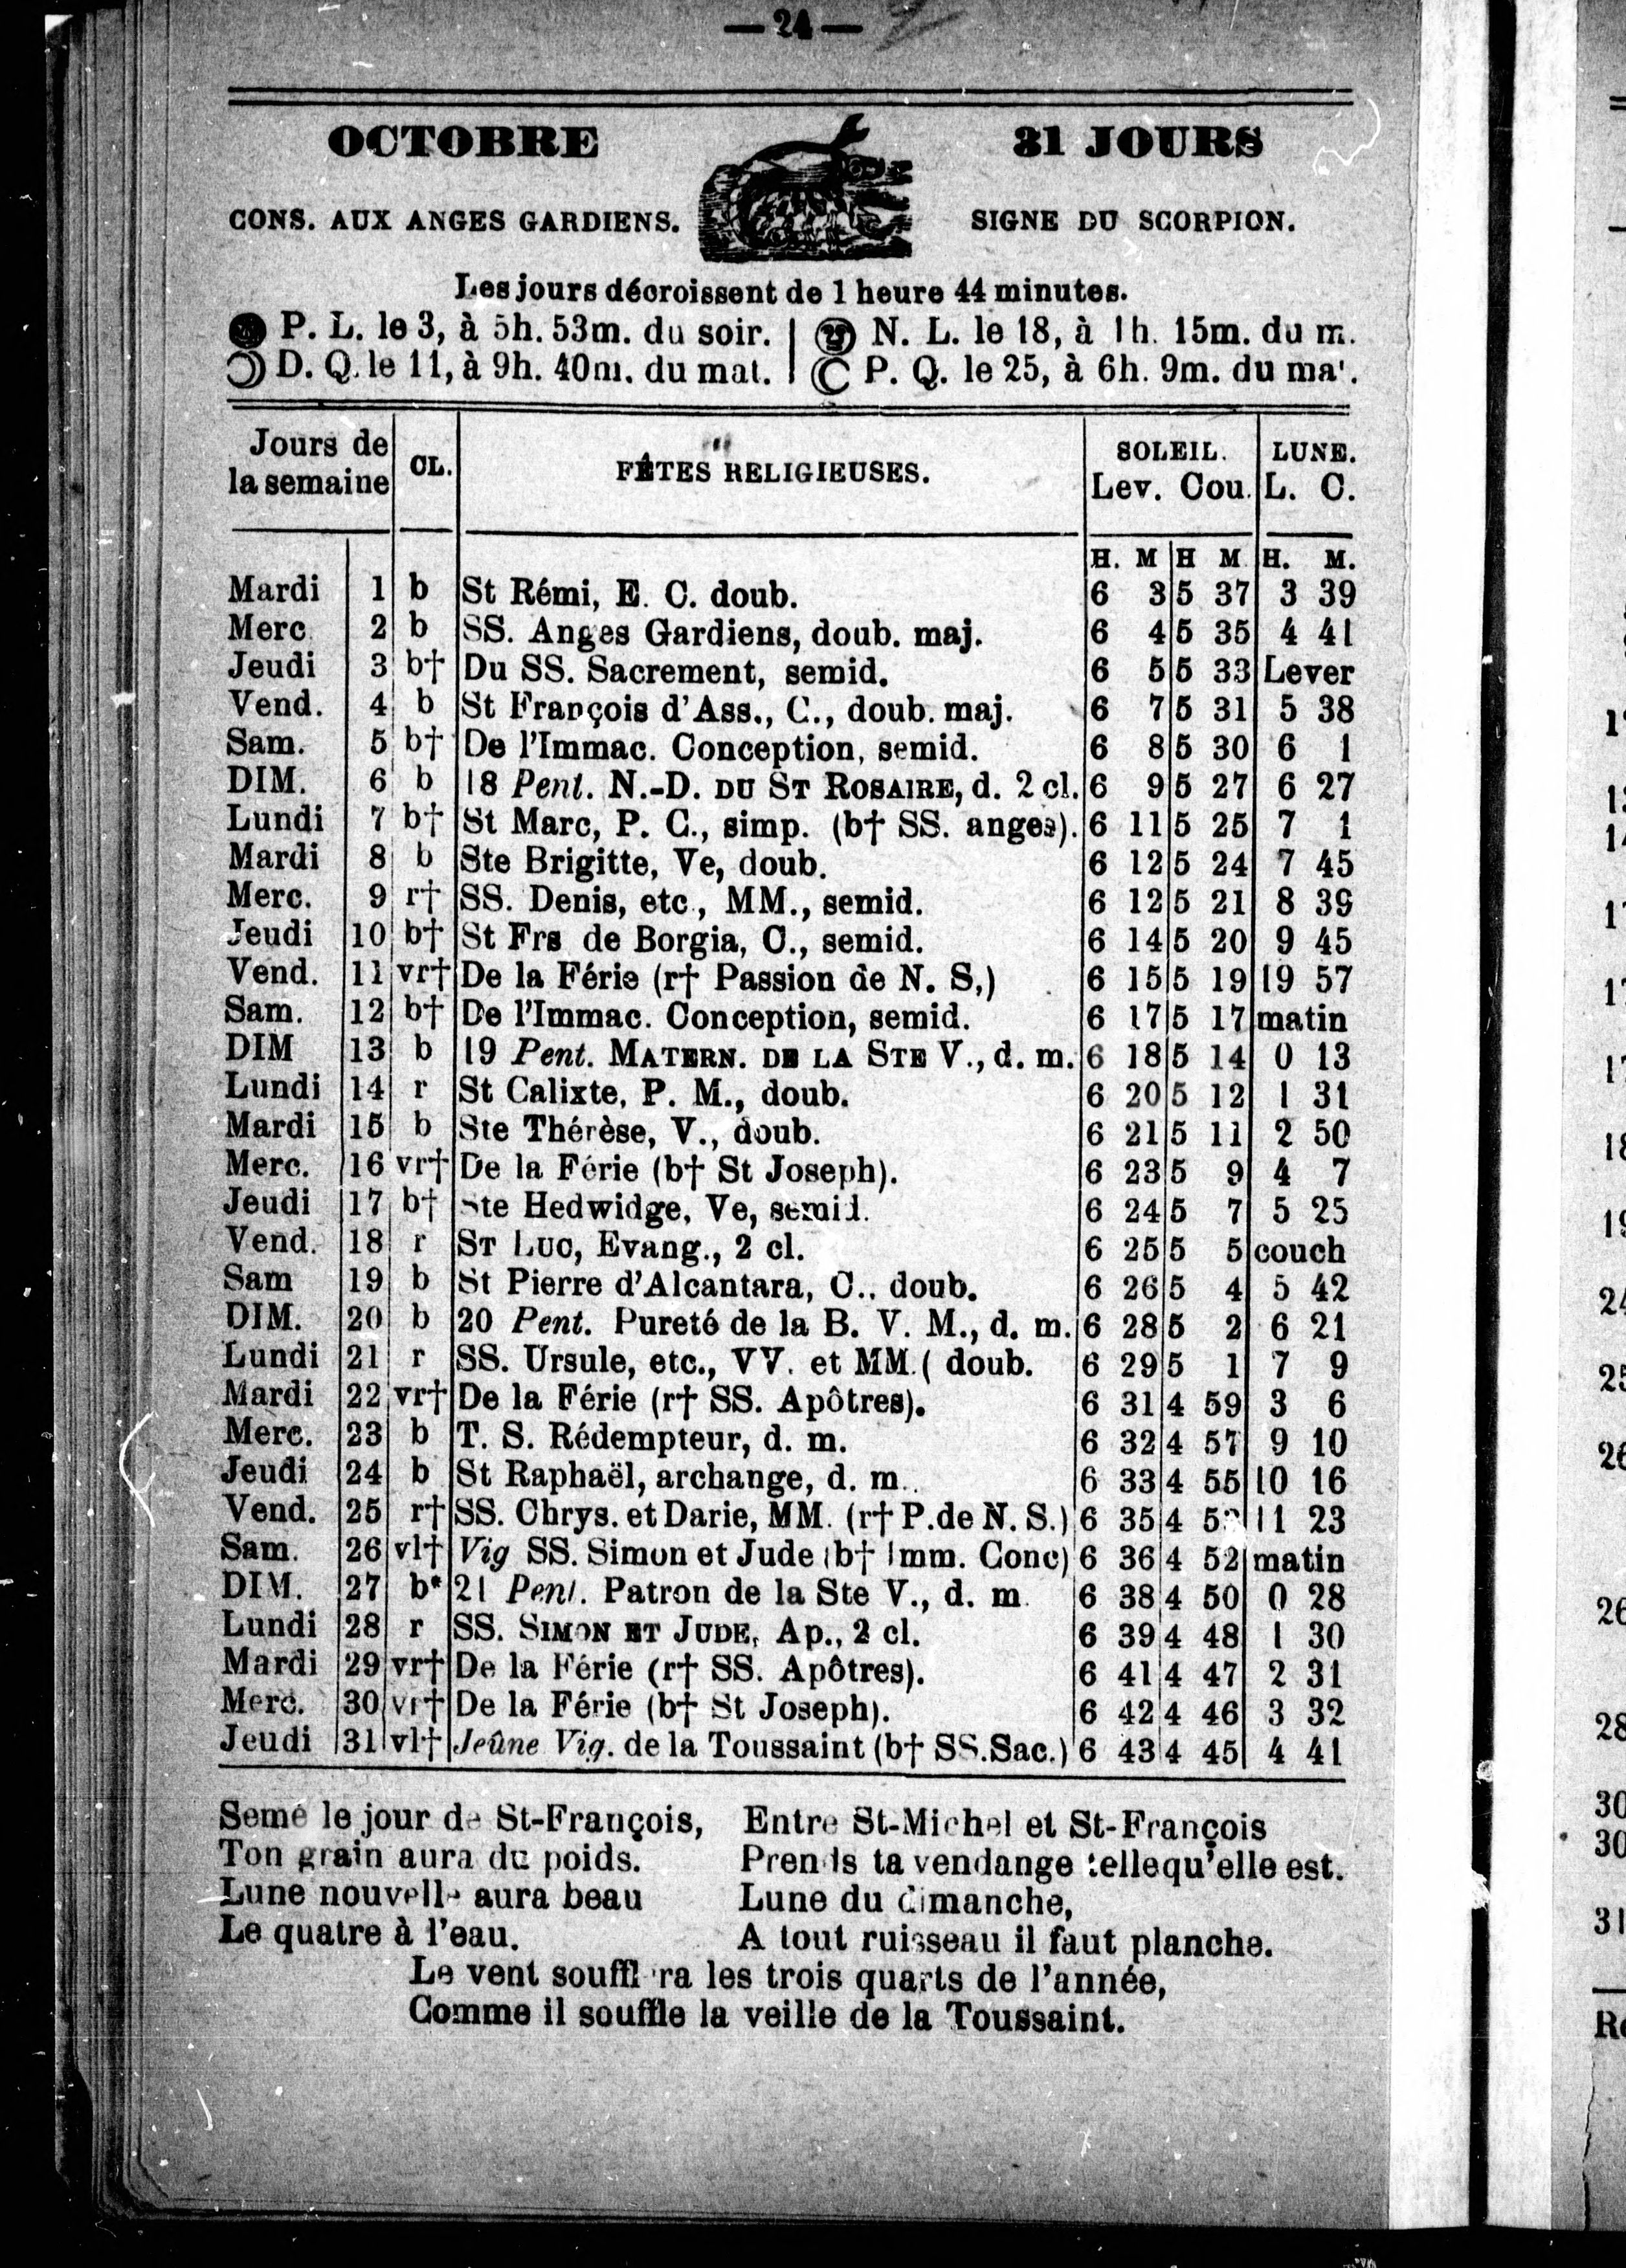 — 24 —
OCTOBRE 31 JOURS
CONS. AUX ANGES GARDIENS. SIGNE DU SCORPION.
Les jours décroissent de 1 heure 44 minutes.
P. L. le 3, à 5h. 53m. du soir. | N. L. le 18, à 1h. 15m. du m.
D. Q. le 11, à 9h. 40m. du mat. | P. Q. le 25, à 6h. 9m. du ma'.
Jours de la semaine CL. FÊTES RELIGIEUSES. SOLEIL. LUNE.
Lev. Cou. L. C.
H. M H M H. M.
Mardi 1 b St Rémi, E. C. doub. 6 3 5 37 3 39
Merc 2 b SS. Anges Gardiens, doub. maj. 6 4 5 35 4 41
Jeudi 3 b† Du SS. Sacrement, semid. 6 5 5 33 Lever
Vend. 4 b St François d'Ass., C., doub. maj. 6 7 5 31 5 38
Sam. 5 b† De l'Immac. Conception, semid. 6 8 5 30 6 1
DIM. 6 b 18 Pent. N.-D. DU ST ROSAIRE, d. 2 cl. 6 9 5 27 6 27
Lundi 7 b† St Marc, P. C., simp. (b† SS. anges). 6 11 5 25 7 1
Mardi 8 b Ste Brigitte, Ve, doub. 6 12 5 24 7 45
Merc. 9 r† SS. Denis, etc., MM., semid. 6 12 5 21 8 39
Jeudi 10 b† St Frs de Borgia, C., semid. 6 14 5 20 9 45
Vend. 11 vr† De la Férie (r† Passion de N. S,) 6 15 5 19 19 57
Sam. 12 b† De l'Immac. Conception, semid. 6 17 5 17 matin
DIM 13 b 19 Pent. MATERN. DE LA STE V., d. m. 6 18 5 14 0 13
Lundi 14 r St Calixte, P. M., doub. 6 20 5 12 1 31
Mardi 15 b Ste Thérèse, V., doub. 6 21 5 11 2 50
Merc. 16 vr† De la Férie (b† St Joseph). 6 23 5 9 4 7
Jeudi 17 b† Ste Hedwidge, Ve, semid. 6 24 5 7 5 25
Vend. 18 r ST LUC, Evang., 2 cl. 6 25 5 5 couch
Sam 19 b St Pierre d'Alcantara, C.. doub. 6 26 5 4 5 42
DIM. 20 b 20 Pent. Pureté de la B. V. M., d. m. 6 28 5 2 6 21
Lundi 21 r SS. Ursule, etc., VV. et MM.( doub. 6 29 5 1 7 9
Mardi 22 vr† De la Férie (r† SS. Apôtres). 6 31 4 59 3 6
Merc. 23 b T. S. Rédempteur, d. m. 6 32 4 57 9 10
Jeudi 24 b St Raphaël, archange, d. m.. 6 33 4 55 10 16
Vend. 25 r† SS. Chrys. et Darie, MM. (r† P. de N. S.) 6 35 4 11 23
Sam. 26 vl† Vig SS. Simon et Jude (b† Imm. Conc) 6 36 4 52 matin
DIM. 27 b* 21 Pent. Patron de la Ste V., d. m 6 38 4 50 0 28
Lundi 28 r SS. SIMON ET JUDE, Ap., 2 cl. 6 39 4 48 1 30
Mardi 29 vr† De la Férie (r† SS. Apôtres). 6 41 4 47 2 31
Merc. 30 vr† De la Férie (b† St Joseph). 6 42 4 46 3 32
Jeudi 31 vl† Jeûne Vig. de la Toussaint (b† SS. Sac.) 6 43 4 45 4 41
Seme le jour de St-François,
Ton grain aura du poids.
Lune nouvelle aura beau
Le quatre à l'eau.
Entre St-Michel et St-François
Prends ta vendange tellequ'elle est.
Lune du dimanche,
A tout ruisseau il faut planche.
Le vent soufflera les trois quarts de l'année,
Comme il souffle la veille de la Toussaint.